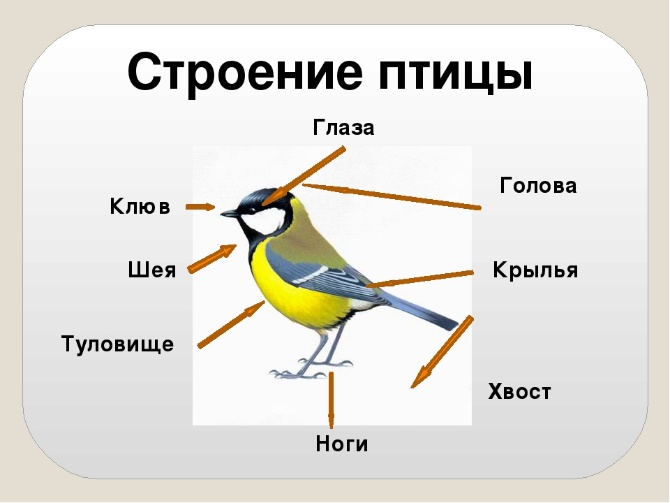 Строение птицы
Глаза
Голова
Клюв
Шея
Крылья
Туловище
Хвост
Ноги